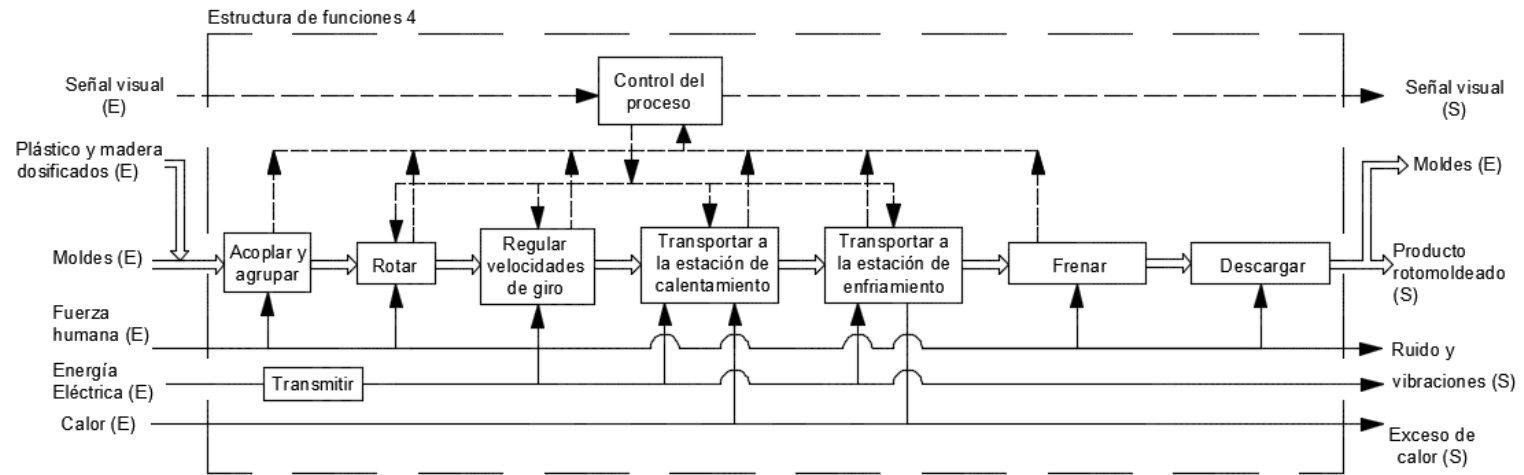 Estructura de funciones 4
Señal visual
(E)
Control del
proceso
Señal visual
(S)
Plástico y madera
dosificados (E)
Moldes (E)
Moldes (E)
Acoplar y
agrupar
Rotar
Regular
velocidades
de giro
Transportar a
la estación de
calentamiento
Transportar a
la estación de
enfriamiento
Frenar
Descargar
Producto
rotomoldeado
(S)
Fuerza
humana (E)
Ruido y
vibraciones (S)
Energía
Eléctrica (E)
Transmitir
Calor (E)
Exceso de
calor (S)